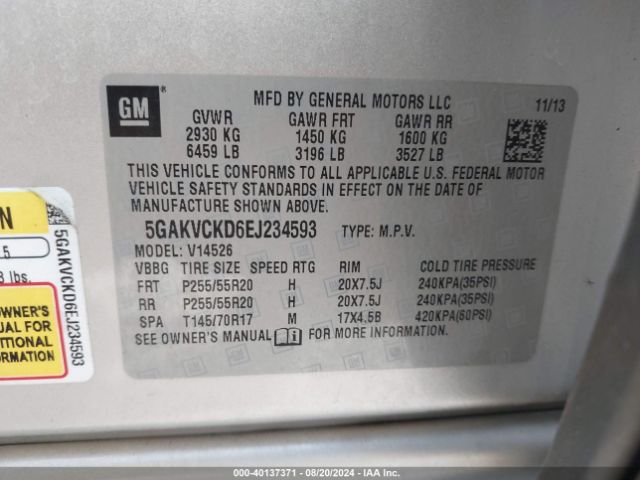 GM ®
MFD BY GENERAL MOTORS LLC 11/13
GVWR GAWR FRT GAWR RR
2930 KG 1450 KG 1600 KG
6459 LB 3196 LB 3527 LB
THIS VEHICLE CONFORMS TO ALL APPLICABLE U.S. FEDERAL MOTOR
VEHICLE SAFETY STANDARDS IN EFFECT ON THE DATE OF
MANUFACTURE SHOWN ABOVE.
5GAKVCKD6EJ234593 TYPE: M.P.V.
MODEL: V14526
VBBG TIRE SIZE SPEED RTG RIM COLD TIRE PRESSURE
FRT P255/55R20 H 20X7.5J 240KPA(35PSI)
RR P255/55R20 H 20X7.5J 240KPA(35PSI)
SPA T145/70R17 M 17X4.5B 420KPA(60PSI)
SEE OWNER'S MANUAL FOR MORE INFORMATION
N
5
lbs.
OWNER'S
UAL FOR
DITIONAL
RMATION
5GAKVCKD6EJ234593
000-40137371 - 08/20/2024 - IAA Inc.